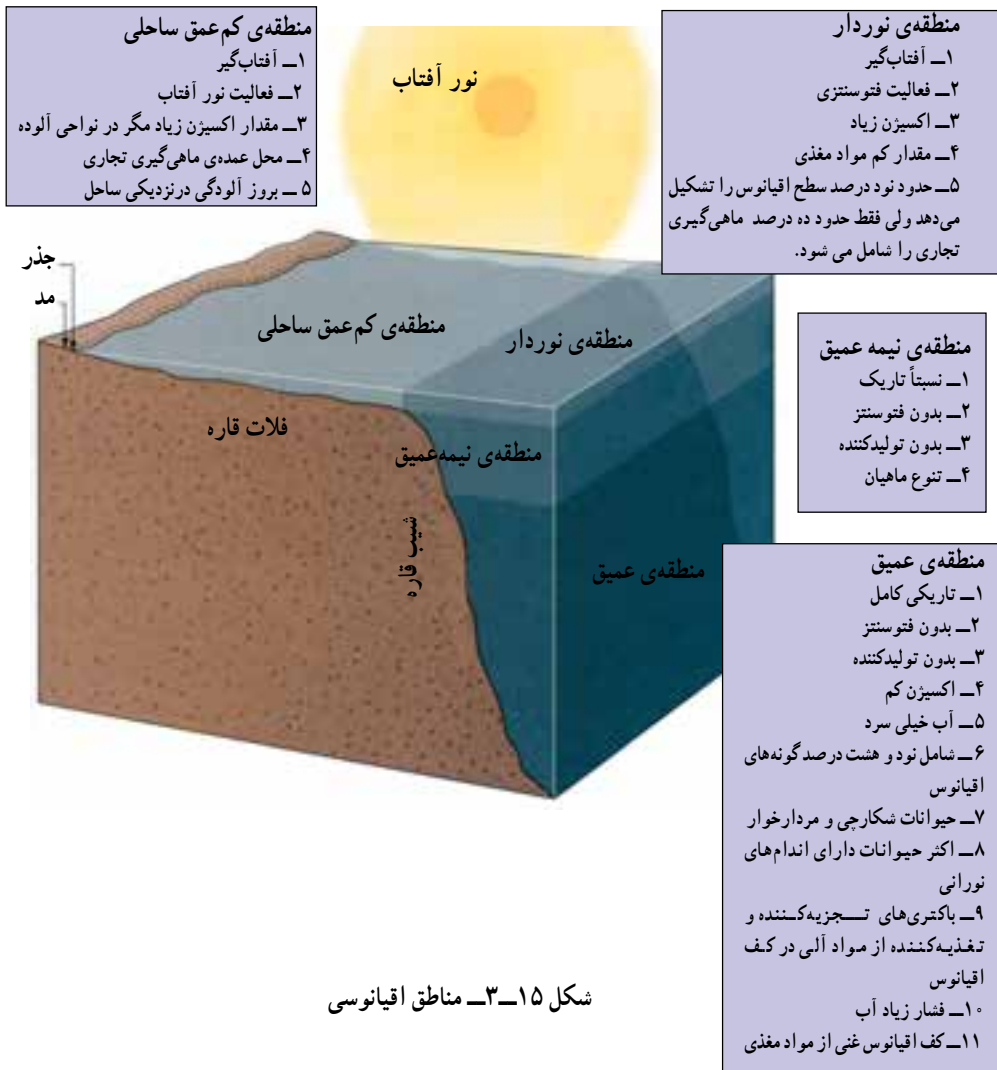 منطقه‌ی کم‌عمق ساحلی
۱ــ آفتاب‌گیر
۲ــ فعالیت نور آفتاب
۳ــ مقدار اکسیژن زیاد مگر در نواحی آلوده
۴ــ محل عمده‌ی ماهی‌گیری تجاری
۵ ــ بروز آلودگی درنزدیکی ساحل
نور آفتاب
منطقه‌ی نوردار
۱ــ آفتاب‌گیر
۲ــ فعالیت فتوسنتزی
۳ــ اکسیژن زیاد
۴ــ مقدار کم مواد مغذی
۵ــ حدود نود درصد سطح اقیانوس را تشکیل
می‌دهد ولی فقط حدود ده درصد ماهی‌گیری
تجاری را شامل می شود.
جذر
مد
منطقه‌ی کم‌عمق ساحلی
منطقه‌ی نوردار
فلات قاره
منطقه‌ی نیمه‌عمیق
شیب قاره
منطقه‌ی عمیق
منطقه‌ی نیمه عمیق
۱ــ نسبتاً تاریک
۲ــ بدون فتوسنتز
۳ــ بدون تولیدکننده
۴ــ تنوع ماهیان
منطقه‌ی عمیق
۱ــ تاریکی کامل
۲ــ بدون فتوسنتز
۳ــ بدون تولیدکننده
۴ــ اکسیژن کم
۵ــ آب خیلی سرد
۶ــ شامل نود و هشت درصد گونه‌های
اقیانوس
۷ــ حیوانات شکارچی و مردارخوار
۸ــ اکثر حیوانات دارای اندام‌های
نورانی
۹ــ باکتری‌های تــجزیه‌کــننده و
تغذیه‌کننده از مواد آلی در کف
اقیانوس
۱۰ــ فشار زیاد آب
۱۱ــ کف اقیانوس غنی از مواد مغذی
شکل ۱۵ــ۳ــ مناطق اقیانوسی